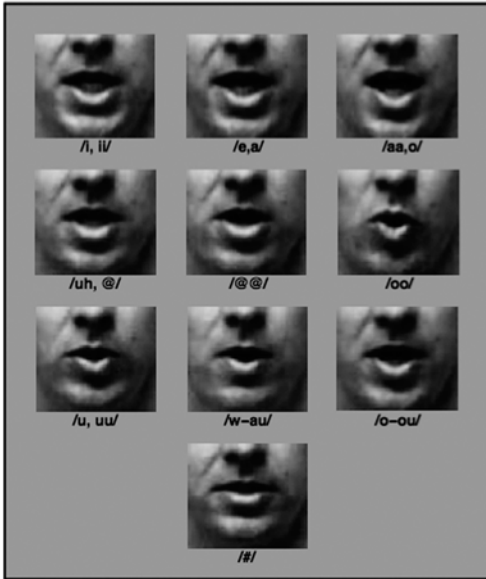 /i, ii/
/e,a/
/aa,o/
/uh, @/
/@@/
/oo/
/u, uu/
/w-au/
/o-ou/
/#/